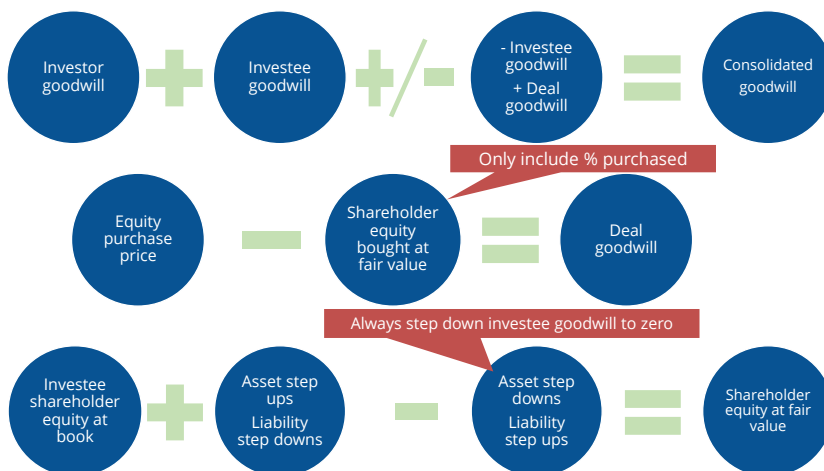 Investor
goodwill
Investee
goodwill
- Investee
goodwill
+ Deal
goodwill
Consolidated
goodwill
Only include % purchased
Equity
purchase
price
Shareholder
equity
bought at
fair value
Deal
goodwill
Always step down investee goodwill to zero
Investee
shareholder
equity at
book
Asset step
ups
Liability
step downs
Asset step
downs
Liability
step ups
Shareholder
equity at fair
value